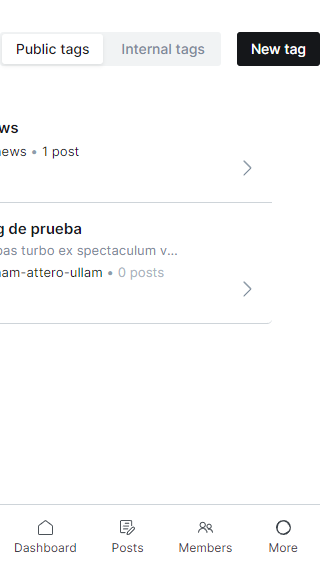 Public tags Internal tags New tag
ws
news • 1 post
g de prueba
pas turbo ex spectaculum v...
am-attero-ullam • 0 posts
Dashboard Posts Members More